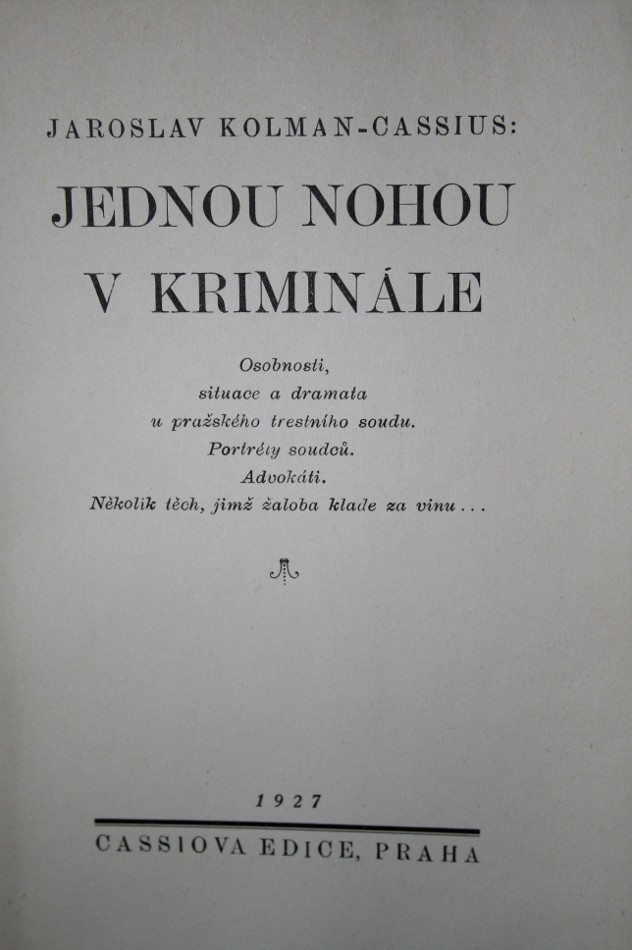 JAROSLAV KOLMAN-CASSIUS:
JEDNOU NOHOU
V KRIMINÁLE
Osobnosti,
situace a dramata
u pražského trestního soudu.
Portréty soudců.
Advokáti.
Několik těch, jimž žaloba klade za vinu...
1927
CASSIOVA EDICE, PRAHA